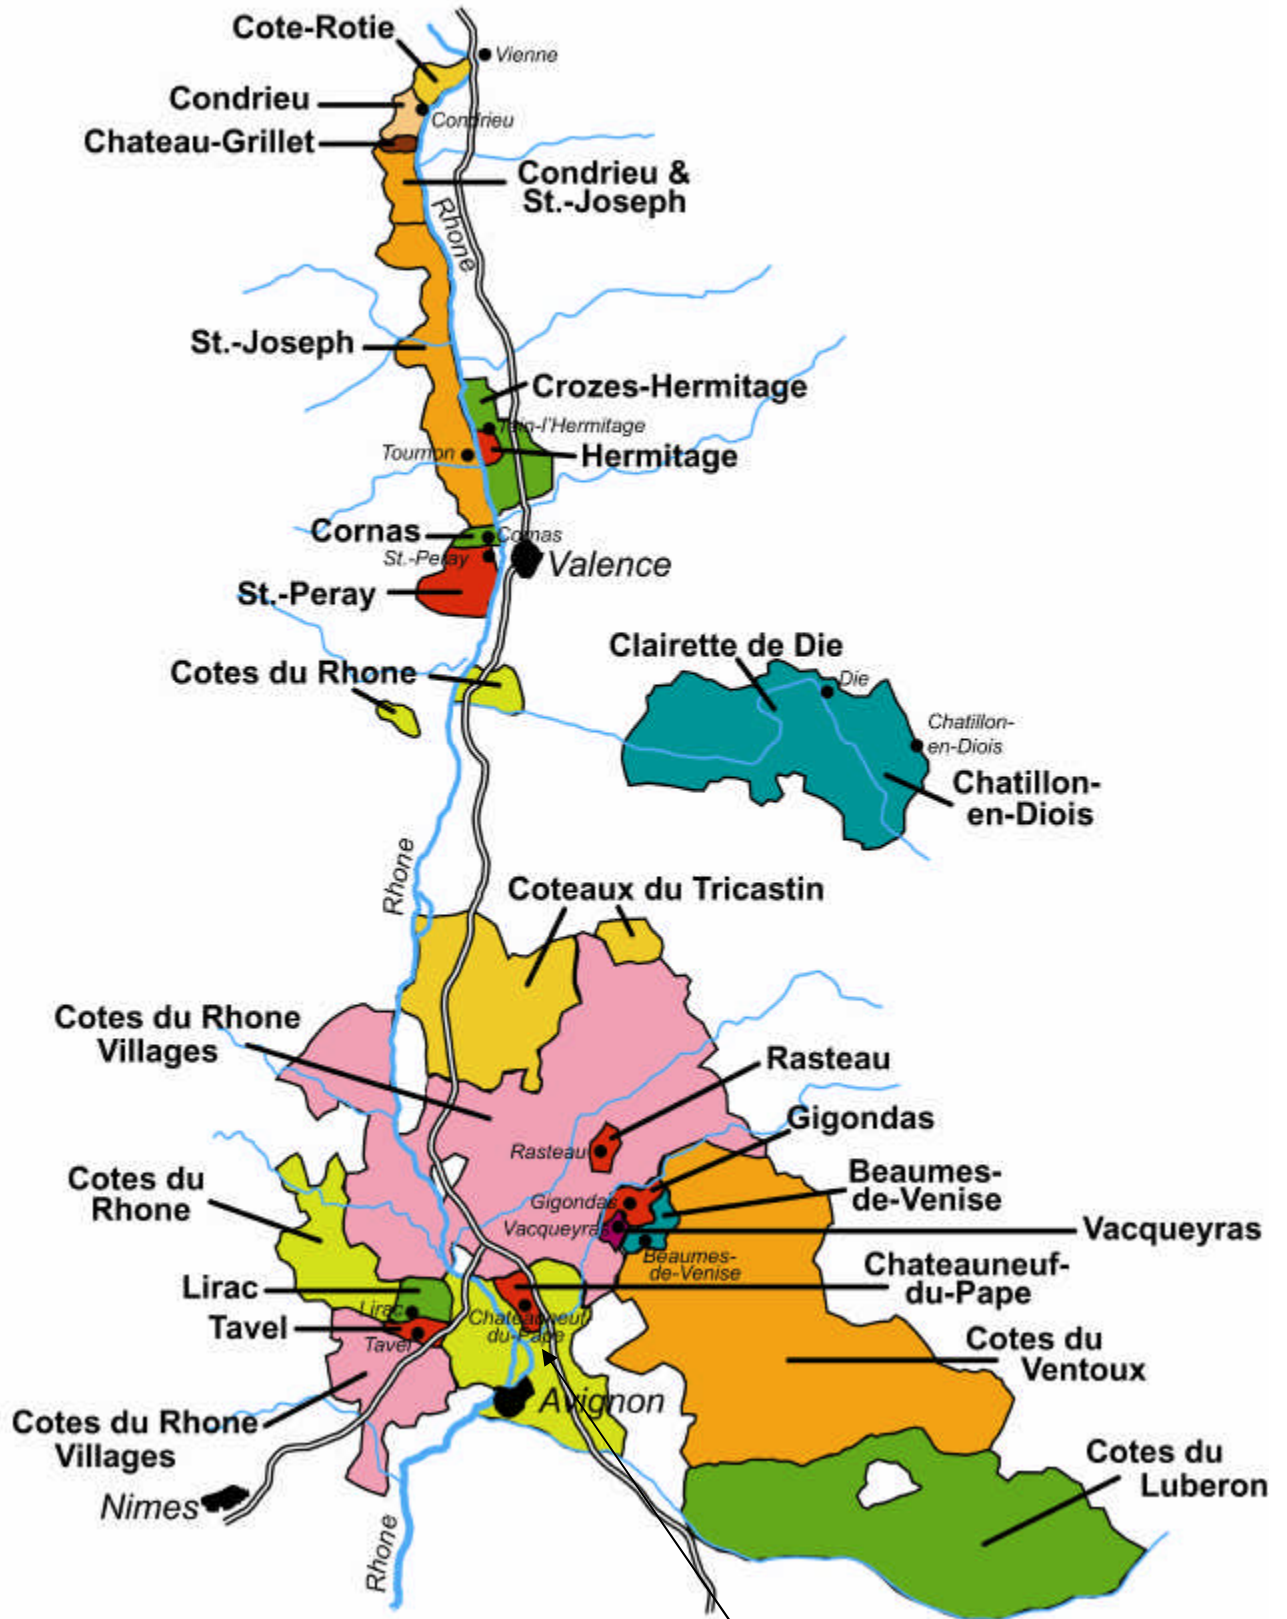 Cote-Rotie
Vienne
Condrieu
Condrieu
Chateau-Grillet
Condrieu &
St.-Joseph
Rhone
St.-Joseph
Crozes-Hermitage
Tain-l'Hermitage
Tournon
Hermitage
Cornas
Cornas
St.-Peray
Valence
St.-Peray
Clairette de Die
Cotes du Rhone
Die
Chatillon-
en-Diois
Chatillon-
en-Diois
Rhone
Coteaux du Tricastin
Cotes du Rhone
Villages
Rasteau
Gigondas
Rasteau
Cotes du
Rhone
Beaumes-
de-Venise
Gigondas
Vacqueyras
Vacqueyras
Beaumes-
de-Venise
Chateauneuf-
du-Pape
Lirac
Lirac
Tavel
Tavel
Chateauneuf-
du-Pape
Cotes du
Ventoux
Avignon
Cotes du Rhone
Villages
Cotes du
Luberon
Nimes
Rhone